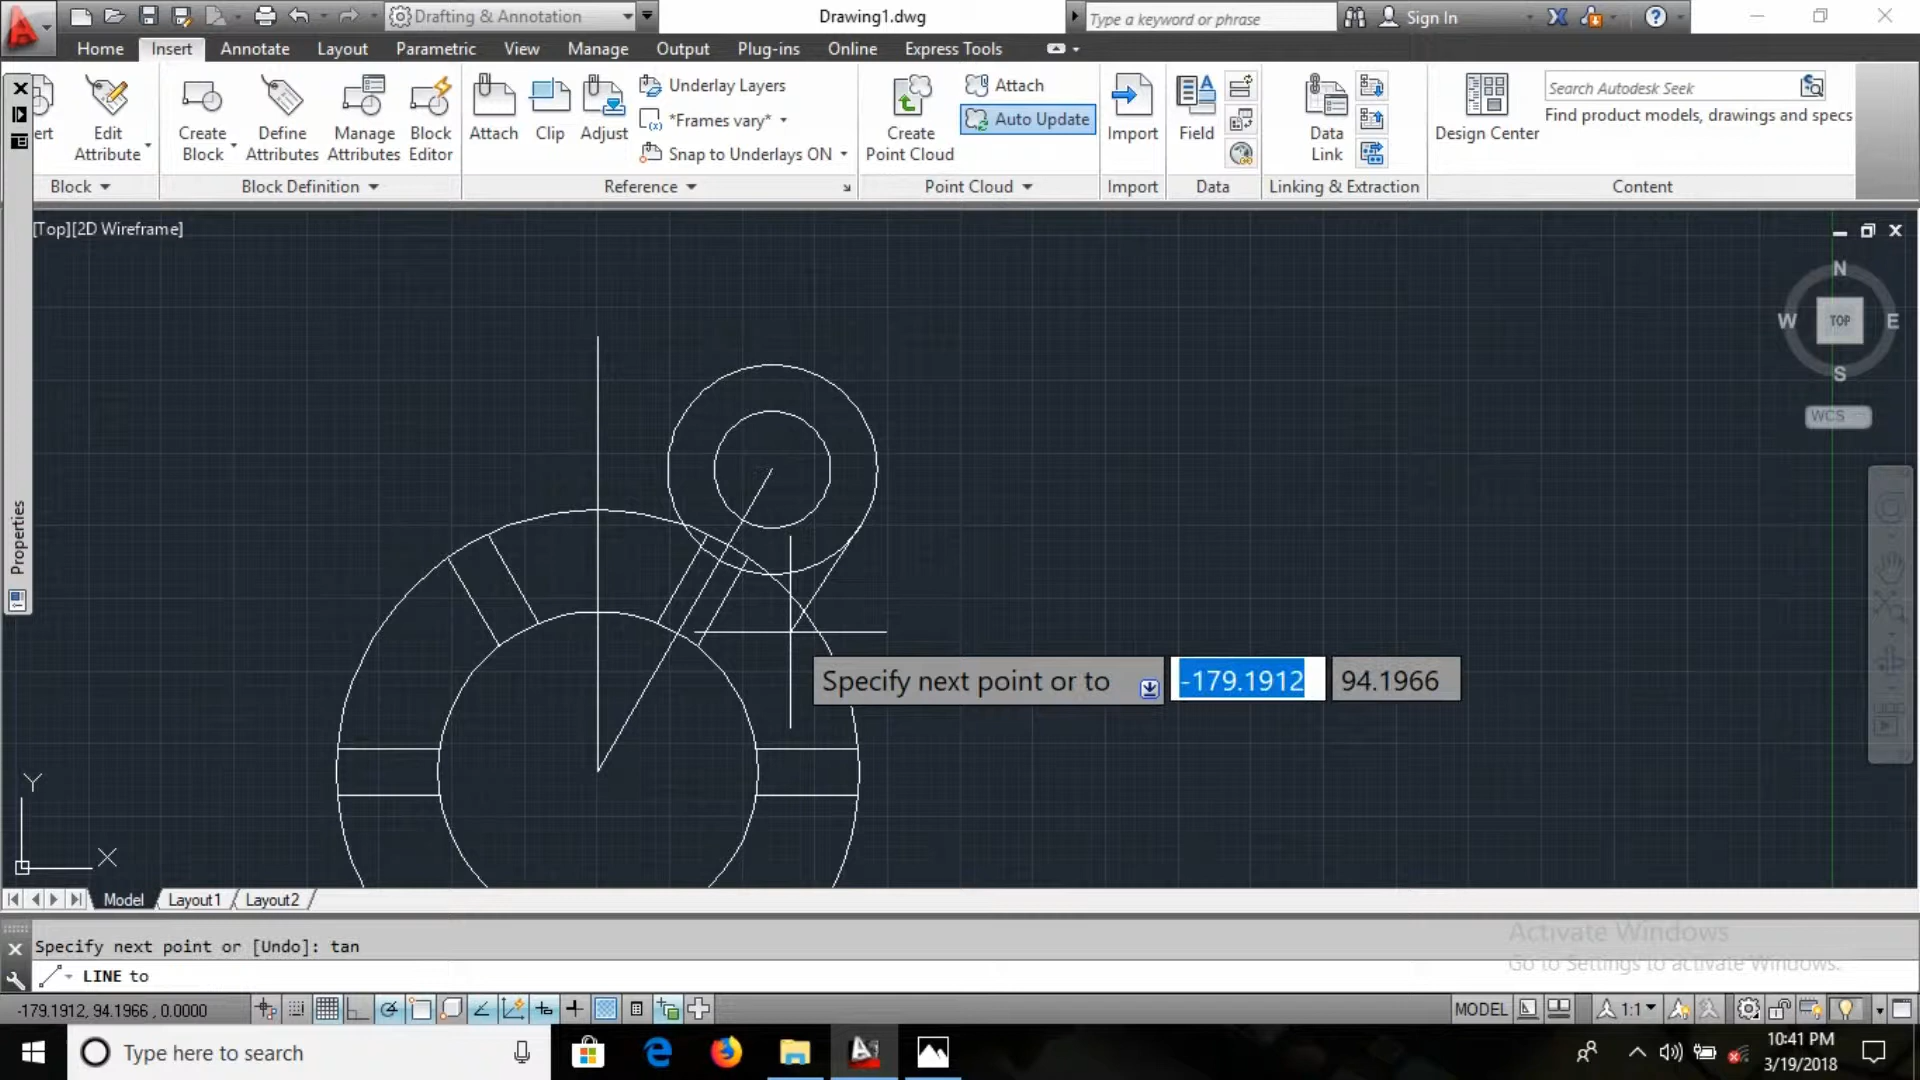 Drafting & Annotation
Drawing1.dwg
Type a keyword or phrase
Sign In
Home Insert Annotate Layout Parametric View Manage Output Plug-ins Online Express Tools
ert
Edit
Attribute
Create
Block
Define
Attributes
Manage
Attributes
Block
Editor
Attach
Clip
Adjust
Underlay Layers
*Frames vary*
Snap to Underlays ON
Create
Point Cloud
Attach
Auto Update
Import
Field
Data
Link
Design Center
Search Autodesk Seek
Find product models, drawings and specs
Block
Block Definition
Reference
Point Cloud
Import
Data
Linking & Extraction
Content
[Top][2D Wireframe]
N
W
TOP
E
S
WCS
Properties
Specify next point or to
-179.1912
94.1966
Y
X
Model Layout1 Layout2
Specify next point or [Undo]: tan
LINE to
Activate Windows
Go to Settings to activate Windows.
-179.1912, 94.1966 , 0.0000
MODEL
1:1
Type here to search
10:41 PM
3/19/2018